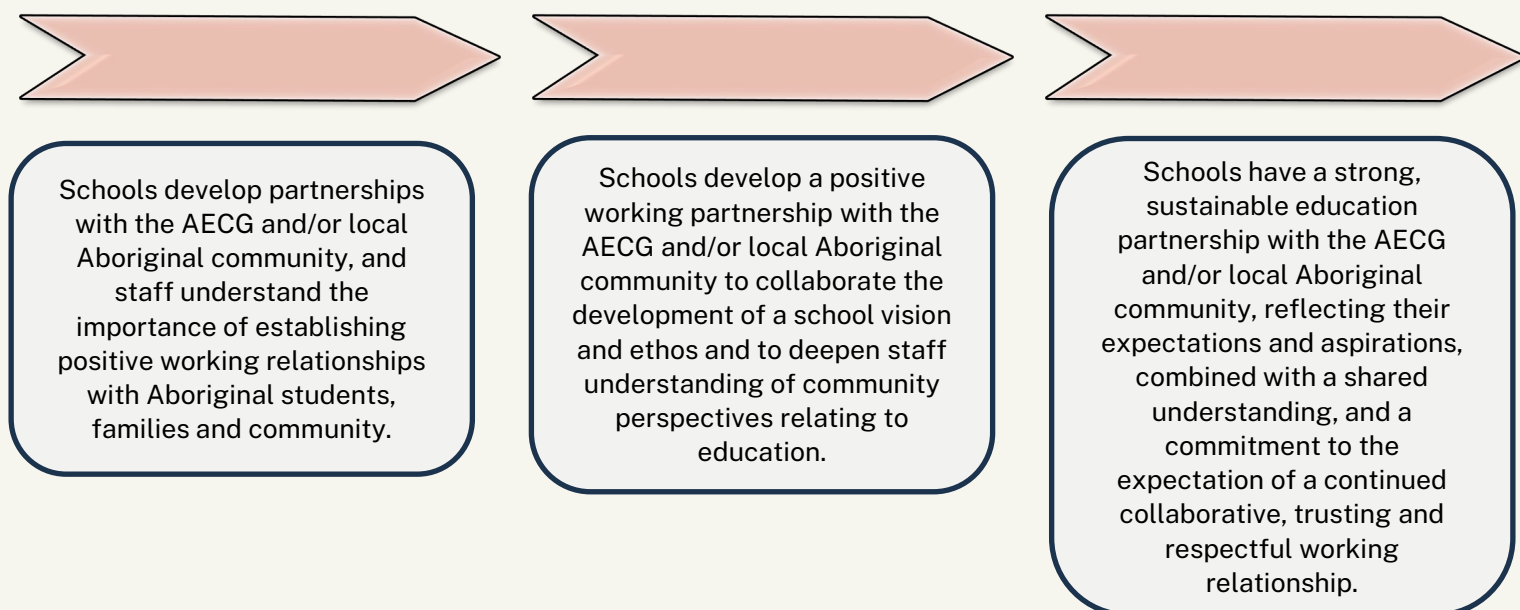 Schools develop partnerships
with the AECG and/or local
Aboriginal community, and
staff understand the
importance of establishing
positive working relationships
with Aboriginal students,
families and community.
Schools develop a positive
working partnership with the
AECG and/or local Aboriginal
community to collaborate the
development of a school vision
and ethos and to deepen staff
understanding of community
perspectives relating to
education.
Schools have a strong,
sustainable education
partnership with the AECG
and/or local Aboriginal
community, reflecting their
expectations and aspirations,
combined with a shared
understanding, and a
commitment to the
expectation of a continued
collaborative, trusting and
respectful working
relationship.